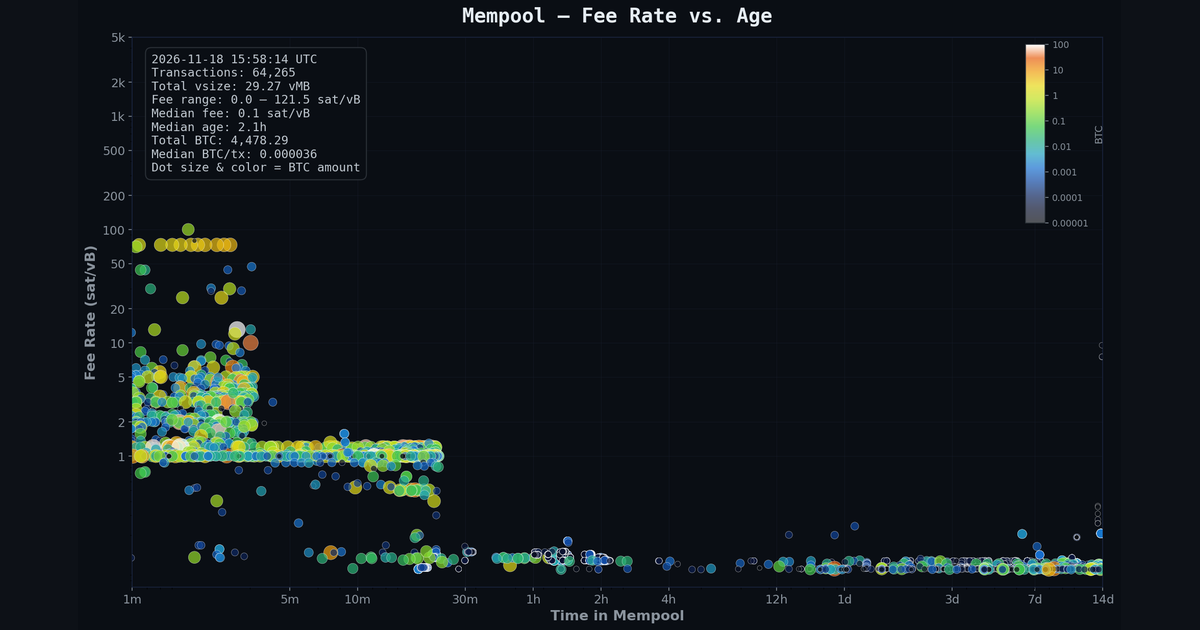 Mempool — Fee Rate vs. Age
2026-11-18 15:58:14 UTC
Transactions: 64,265
Total vsize: 29.27 vMB
Fee range: 0.0 — 121.5 sat/vB
Median fee: 0.1 sat/vB
Median age: 2.1h
Total BTC: 4,478.29
Median BTC/tx: 0.000036
Dot size & color = BTC amount
5k
2k
1k
500
200
100
50
20
10
5
2
1
Fee Rate (sat/vB)
100
10
1
0.1
0.01
0.001
0.0001
0.00001
BTC
1m
5m
10m
30m
1h
2h
4h
12h
1d
3d
7d
14d
Time in Mempool